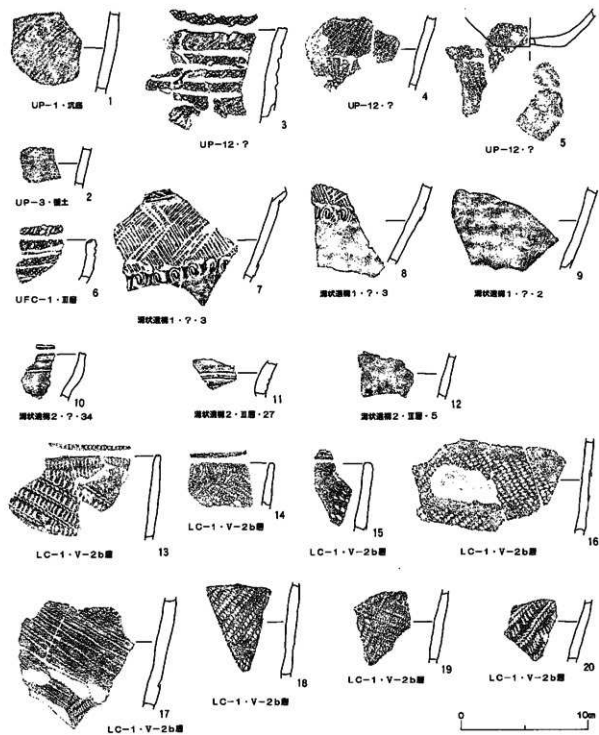 1
UP-1・坑底
3
UP-12・?
4
UP-12・?
5
UP-12・?
2
UP-3・覆土
6
UFC-1・Ⅲ層
7
溝状遺構1・?・3
8
溝状遺構1・?・3
9
溝状遺構1・?・2
10
溝状遺構2・?・34
11
溝状遺構2・Ⅲ層・27
12
溝状遺構2・Ⅲ層・5
13
LC-1・V-2b層
14
LC-1・V-2b層
15
LC-1・V-2b層
16
LC-1・V-2b層
17
LC-1・V-2b層
18
LC-1・V-2b層
19
LC-1・V-2b層
20
LC-1・V-2b層
0 10m